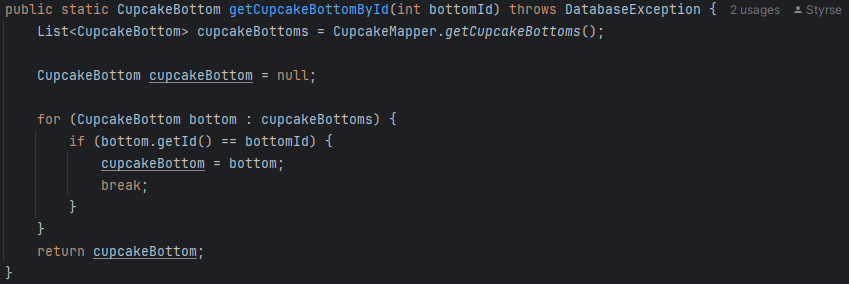 public static CupcakeBottom getCupcakeBottomById(int bottomId) throws DatabaseException { 2 usages Styrse
List<CupcakeBottom> cupcakeBottoms = CupcakeMapper.getCupcakeBottoms();
CupcakeBottom cupcakeBottom = null;
for (CupcakeBottom bottom : cupcakeBottoms) {
if (bottom.getId() == bottomId) {
cupcakeBottom = bottom;
break;
}
}
return cupcakeBottom;
}